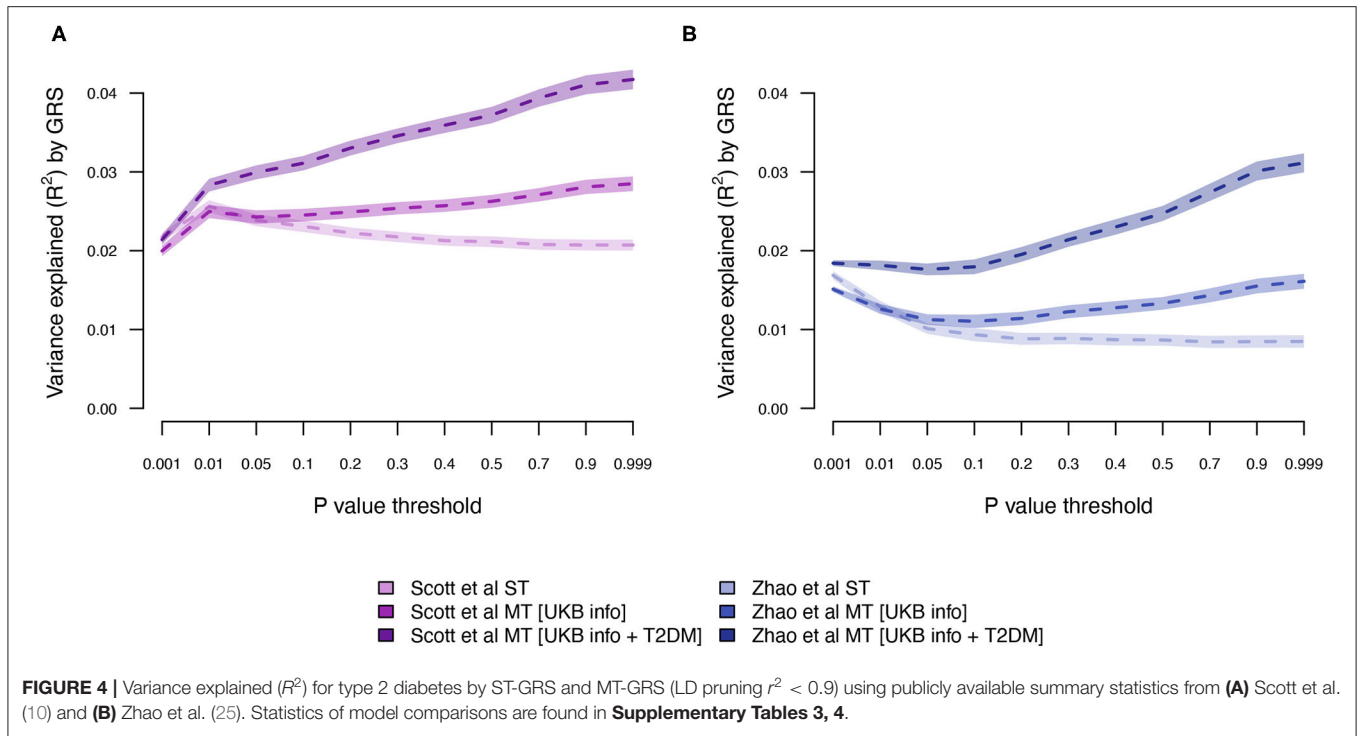 A
B
Variance explained (R²) by GRS
0.04
0.03
0.02
0.01
0.00
0.001 0.01 0.05 0.1 0.2 0.3 0.4 0.5 0.7 0.9 0.999
P value threshold
Variance explained (R²) by GRS
0.04
0.03
0.02
0.01
0.00
0.001 0.01 0.05 0.1 0.2 0.3 0.4 0.5 0.7 0.9 0.999
P value threshold
Scott et al ST
Scott et al MT [UKB info]
Scott et al MT [UKB info + T2DM]
Zhao et al ST
Zhao et al MT [UKB info]
Zhao et al MT [UKB info + T2DM]
FIGURE 4 | Variance explained (R²) for type 2 diabetes by ST-GRS and MT-GRS (LD pruning r² < 0.9) using publicly available summary statistics from (A) Scott et al.
(10) and (B) Zhao et al. (25). Statistics of model comparisons are found in Supplementary Tables 3, 4.